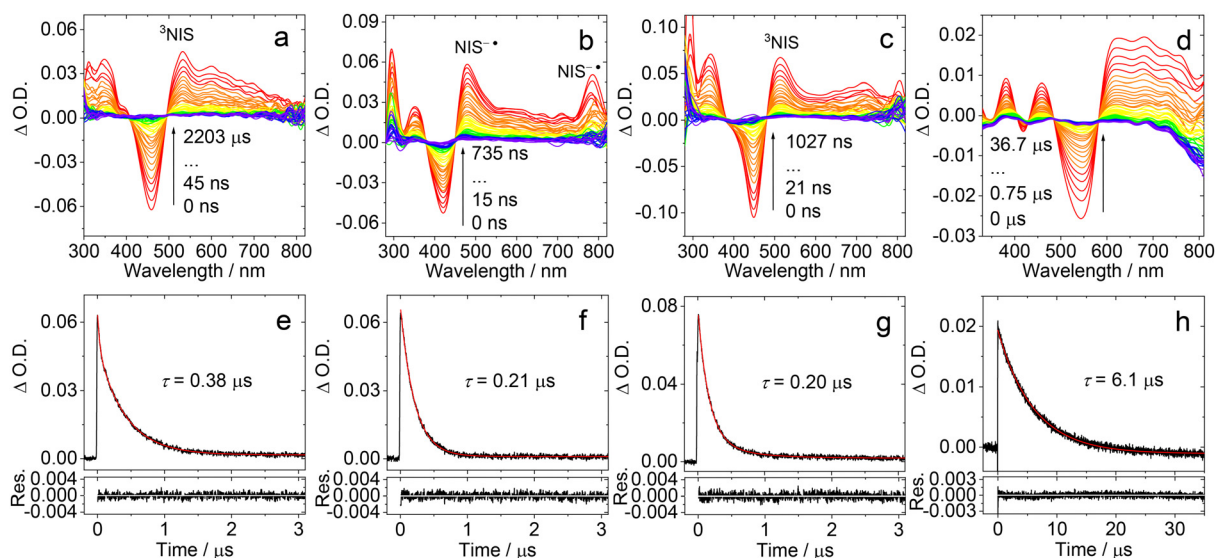 a
³NIS
Δ O.D.
0.06
0.03
0.00
-0.03
-0.06
2203 μs
...
45 ns
0 ns
300 400 500 600 700 800
Wavelength / nm
b
NIS⁻•
NIS⁻•
Δ O.D.
0.09
0.06
0.03
0.00
-0.03
-0.06
735 ns
...
15 ns
0 ns
300 400 500 600 700 800
Wavelength / nm
c
³NIS
Δ O.D.
0.10
0.05
0.00
-0.05
-0.10
1027 ns
...
21 ns
0 ns
300 400 500 600 700 800
Wavelength / nm
d
Δ O.D.
0.02
0.01
0.00
-0.01
-0.02
-0.03
36.7 μs
...
0.75 μs
0 μs
400 500 600 700 800
Wavelength / nm
e
Δ O.D.
0.06
0.03
0.00
τ = 0.38 μs
Res.
0.004
0.000
-0.004
0 1 2 3
Time / μs
f
Δ O.D.
0.06
0.03
0.00
τ = 0.21 μs
Res.
0.004
0.000
-0.004
0 1 2 3
Time / μs
g
Δ O.D.
0.08
0.04
0.00
τ = 0.20 μs
Res.
0.004
0.000
-0.004
0 1 2 3
Time / μs
h
Δ O.D.
0.02
0.01
0.00
τ = 6.1 μs
Res.
0.003
0.000
-0.003
0 10 20 30
Time / μs